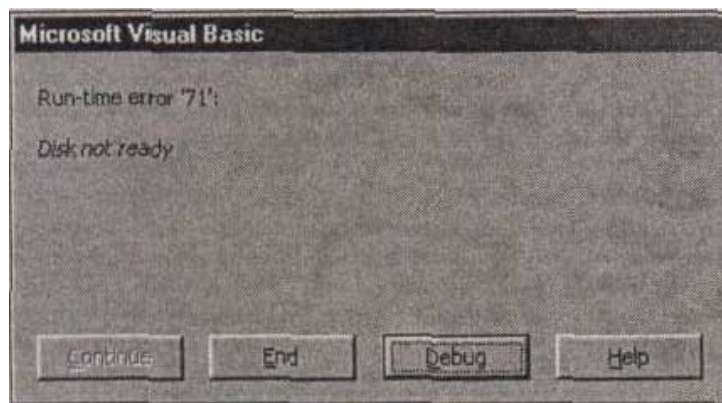 Microsoft Visual Basic
Run-time error '71':
Disk not ready
Continue
End
Debug
Help